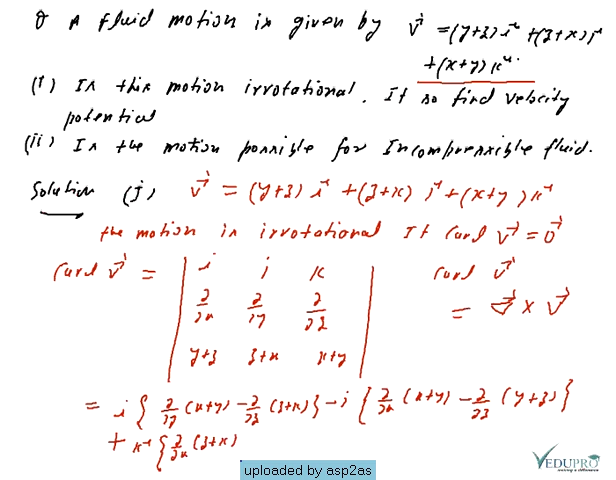 Q A fluid motion is given by v⃗ = (y+z) i + (z+x) j
+ (x+y) k.
(i) Is this motion irrotational. If so find velocity
potential
(ii) Is the motion possible for Incompressible fluid.
Solution (i) v⃗ = (y+z) i + (z+x) j + (x+y) k
the motion is irrotational If Curl v⃗ = 0⃗
Curl v⃗ = | i j k | Curl v⃗
| ∂/∂x ∂/∂y ∂/∂z | = ∇⃗ × v⃗
| y+z z+x x+y |
= i { ∂/∂y (x+y) - ∂/∂z (z+x) } - j { ∂/∂x (x+y) - ∂/∂z (y+z) }
+ k { ∂/∂x (z+x)
uploaded by asp2as
VEDUPRO